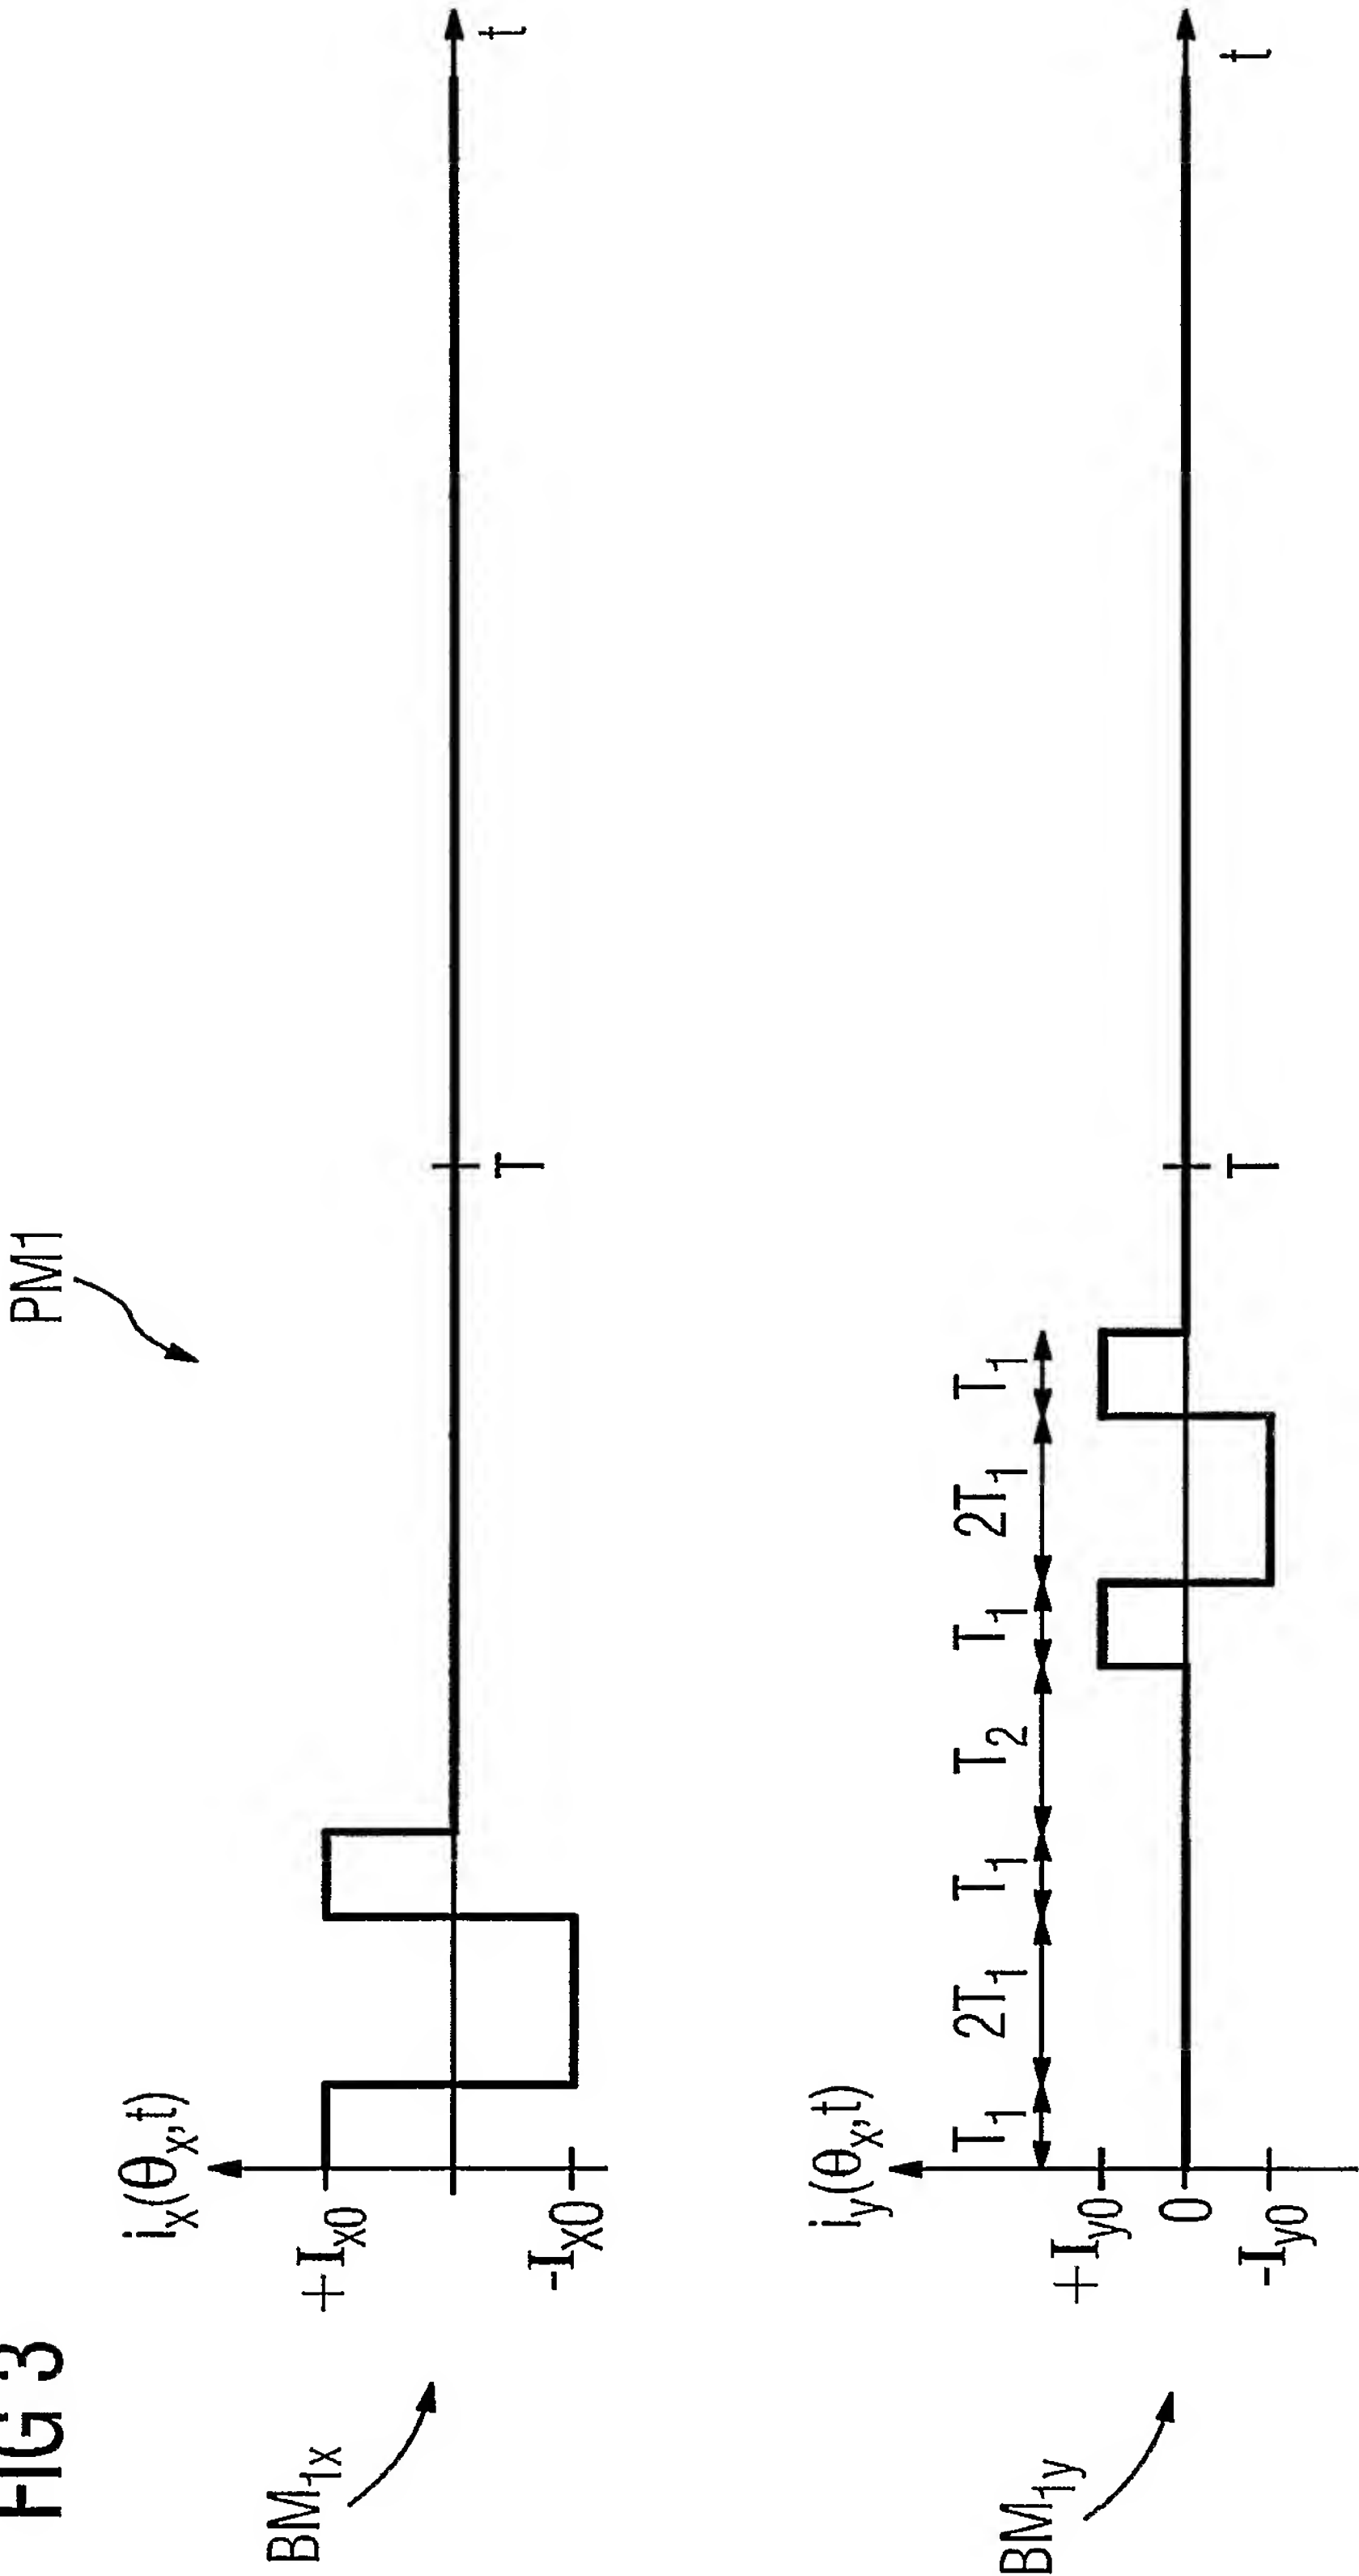 FIG 3
PM1
BM₁ₓ
iₓ(θₓ,t)
+Iₓ₀
-Iₓ₀
T
t
BM₁y
iy(θₓ,t)
T₁ 2T₁ T₁ T₂ T₁ 2T₁ T₁
+Iy0
0
-Iy0
T
t